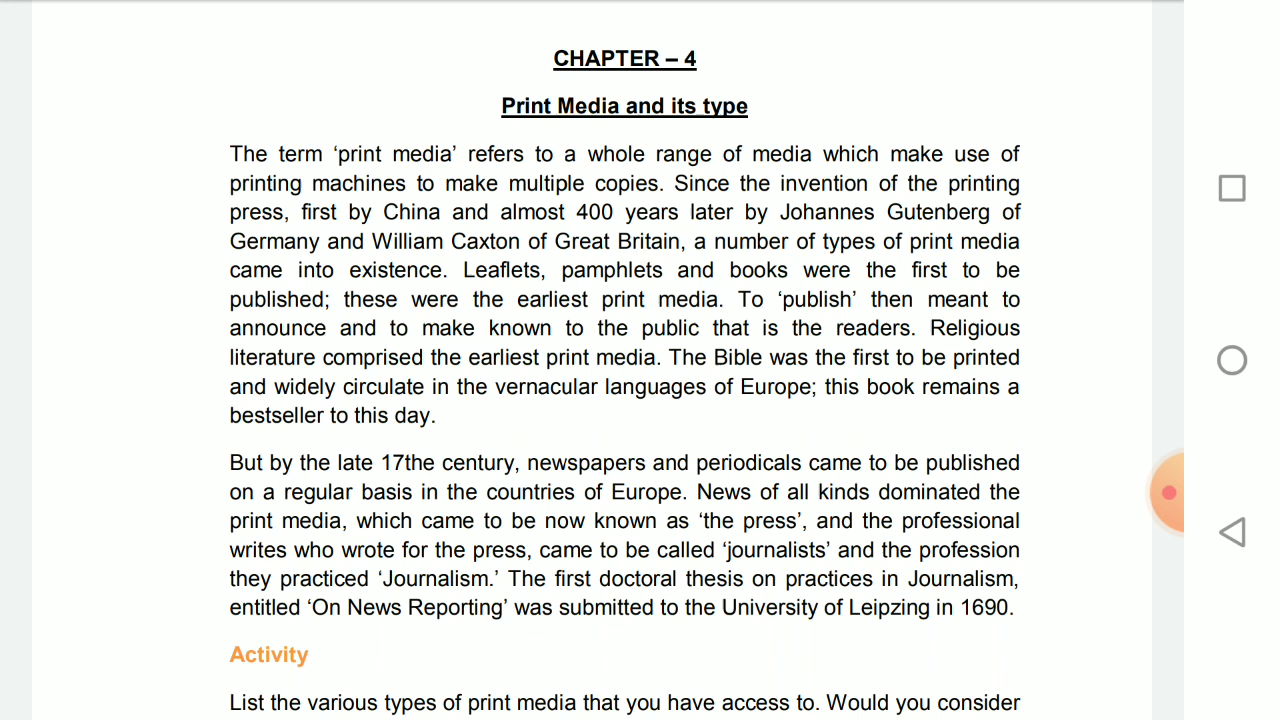 CHAPTER – 4
Print Media and its type
The term ‘print media’ refers to a whole range of media which make use of
printing machines to make multiple copies. Since the invention of the printing
press, first by China and almost 400 years later by Johannes Gutenberg of
Germany and William Caxton of Great Britain, a number of types of print media
came into existence. Leaflets, pamphlets and books were the first to be
published; these were the earliest print media. To ‘publish’ then meant to
announce and to make known to the public that is the readers. Religious
literature comprised the earliest print media. The Bible was the first to be printed
and widely circulate in the vernacular languages of Europe; this book remains a
bestseller to this day.
But by the late 17the century, newspapers and periodicals came to be published
on a regular basis in the countries of Europe. News of all kinds dominated the
print media, which came to be now known as ‘the press’, and the professional
writes who wrote for the press, came to be called ‘journalists’ and the profession
they practiced ‘Journalism.’ The first doctoral thesis on practices in Journalism,
entitled ‘On News Reporting’ was submitted to the University of Leipzing in 1690.
Activity
List the various types of print media that you have access to. Would you consider